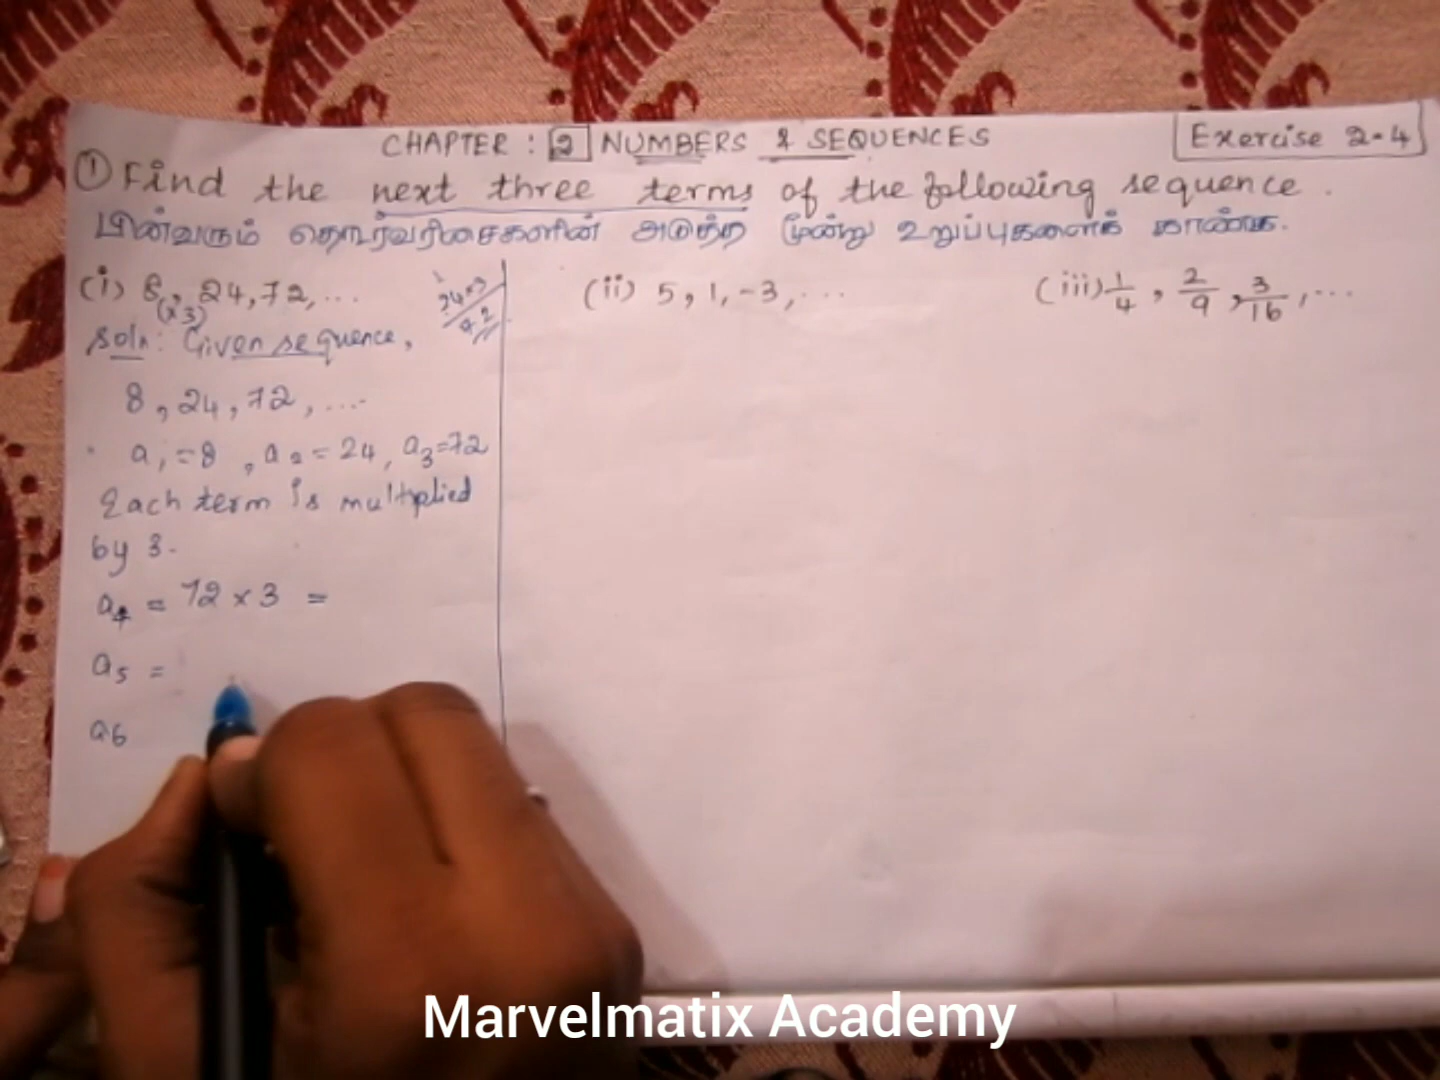 CHAPTER : 2 NUMBERS & SEQUENCES
Exercise 2-4
① Find the next three terms of the following sequence.
பின்வரும் தொடர்வரிசைகளின் அடுத்த மூன்று உறுப்புகளைக் காண்க.
(i) 8, 24, 72, ...
(x3)
24×3
(ii) 5, 1, -3, ...
(iii) 1/4, 2/9, 3/16, ...
Soln: Given sequence,
8, 24, 72, ....
a1 = 8, a2 = 24, a3 = 72
Each term is multiplied
by 3.
a4 = 72 × 3 =
a5 =
a6
Marvelmatix Academy